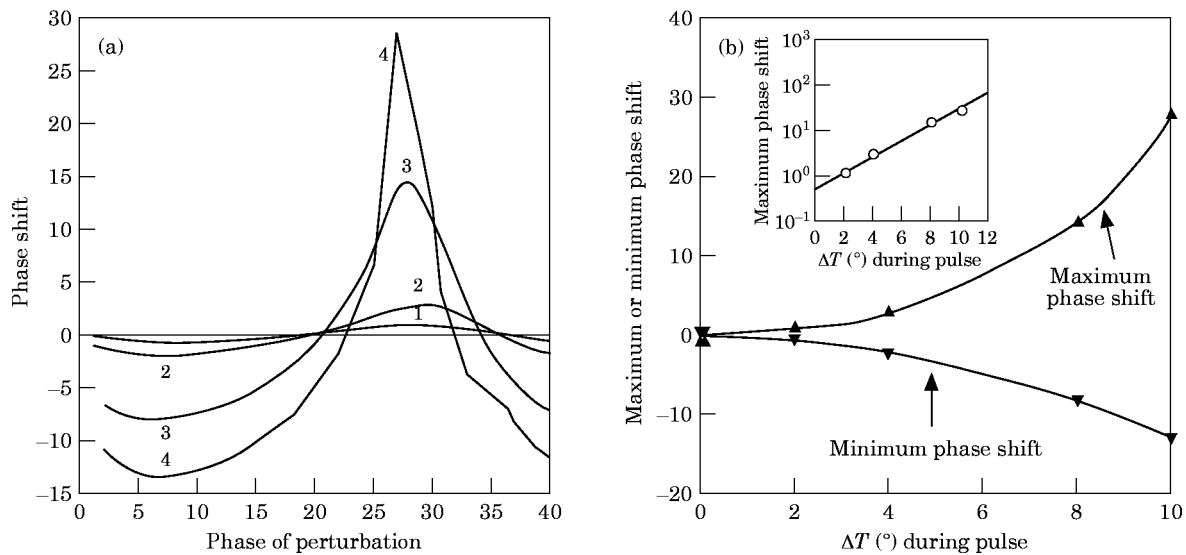 30
25
20
15
10
5
0
−5
−10
−15
Phase shift
(a)
4
3
2
1
2
3
4
0 5 10 15 20 25 30 35 40
Phase of perturbation
40
30
20
10
0
−10
−20
Maximum or minimum phase shift
(b)
10³
10²
10¹
10⁰
10⁻¹
Maximum phase shift
0 2 4 6 8 10 12
ΔT (°) during pulse
Maximum
phase shift
Minimum phase shift
0 2 4 6 8 10
ΔT (°) during pulse